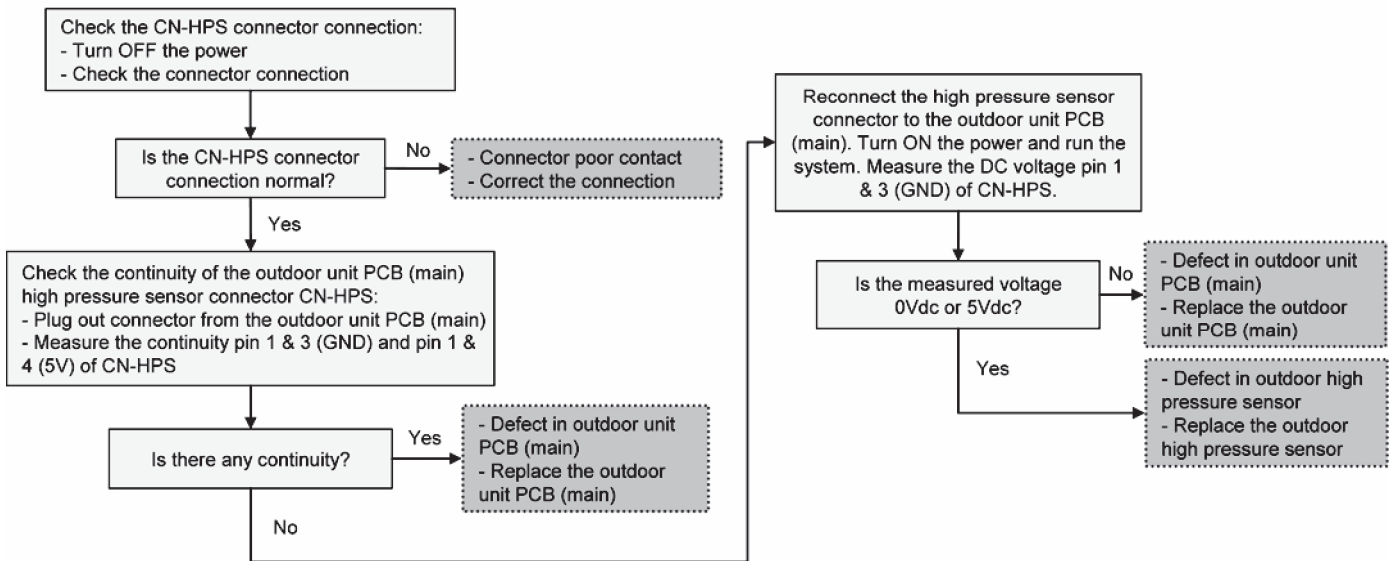 Check the CN-HPS connector connection:
- Turn OFF the power
- Check the connector connection
Is the CN-HPS connector
connection normal?
No
- Connector poor contact
- Correct the connection
Yes
Check the continuity of the outdoor unit PCB (main)
high pressure sensor connector CN-HPS:
- Plug out connector from the outdoor unit PCB (main)
- Measure the continuity pin 1 & 3 (GND) and pin 1 &
4 (5V) of CN-HPS
Is there any continuity?
Yes
- Defect in outdoor unit
PCB (main)
- Replace the outdoor
unit PCB (main)
No
Reconnect the high pressure sensor
connector to the outdoor unit PCB
(main). Turn ON the power and run the
system. Measure the DC voltage pin 1
& 3 (GND) of CN-HPS.
Is the measured voltage
0Vdc or 5Vdc?
No
- Defect in outdoor unit
PCB (main)
- Replace the outdoor
unit PCB (main)
Yes
- Defect in outdoor high
pressure sensor
- Replace the outdoor
high pressure sensor